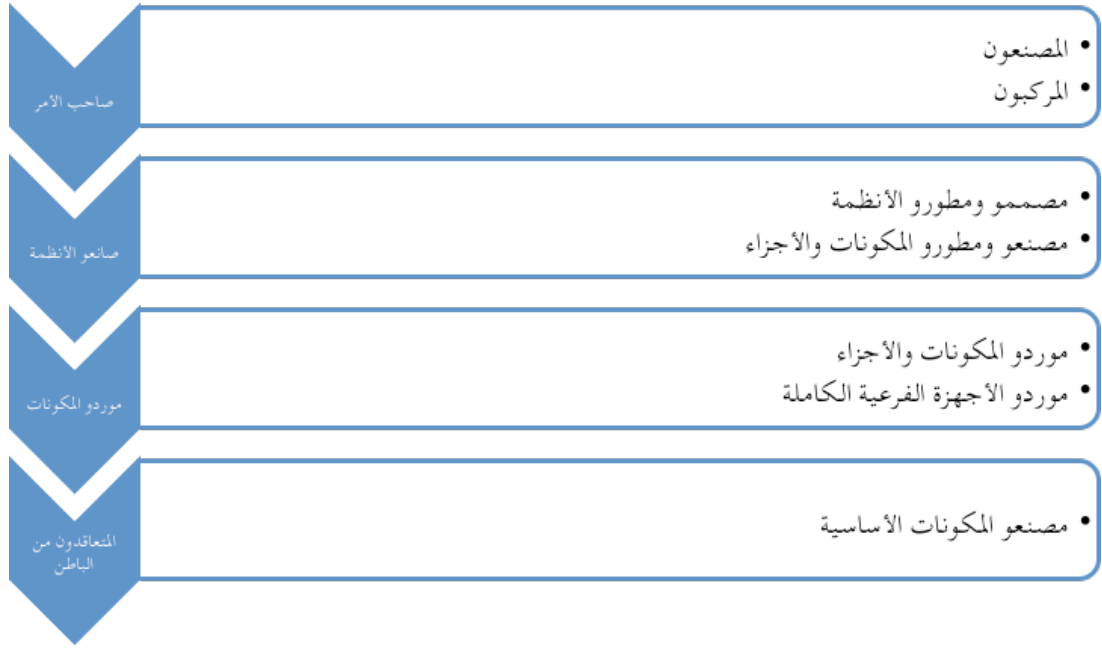 صاحب الأمر
• المصنعون
• المركبون
صانعو الأنظمة
• مصممو ومطورو الأنظمة
• مصنعو ومطورو المكونات والأجزاء
موردو المكونات
• موردو المكونات والأجزاء
• موردو الأجهزة الفرعية الكاملة
المتعاقدون من
الباطن
• مصنعو المكونات الأساسية